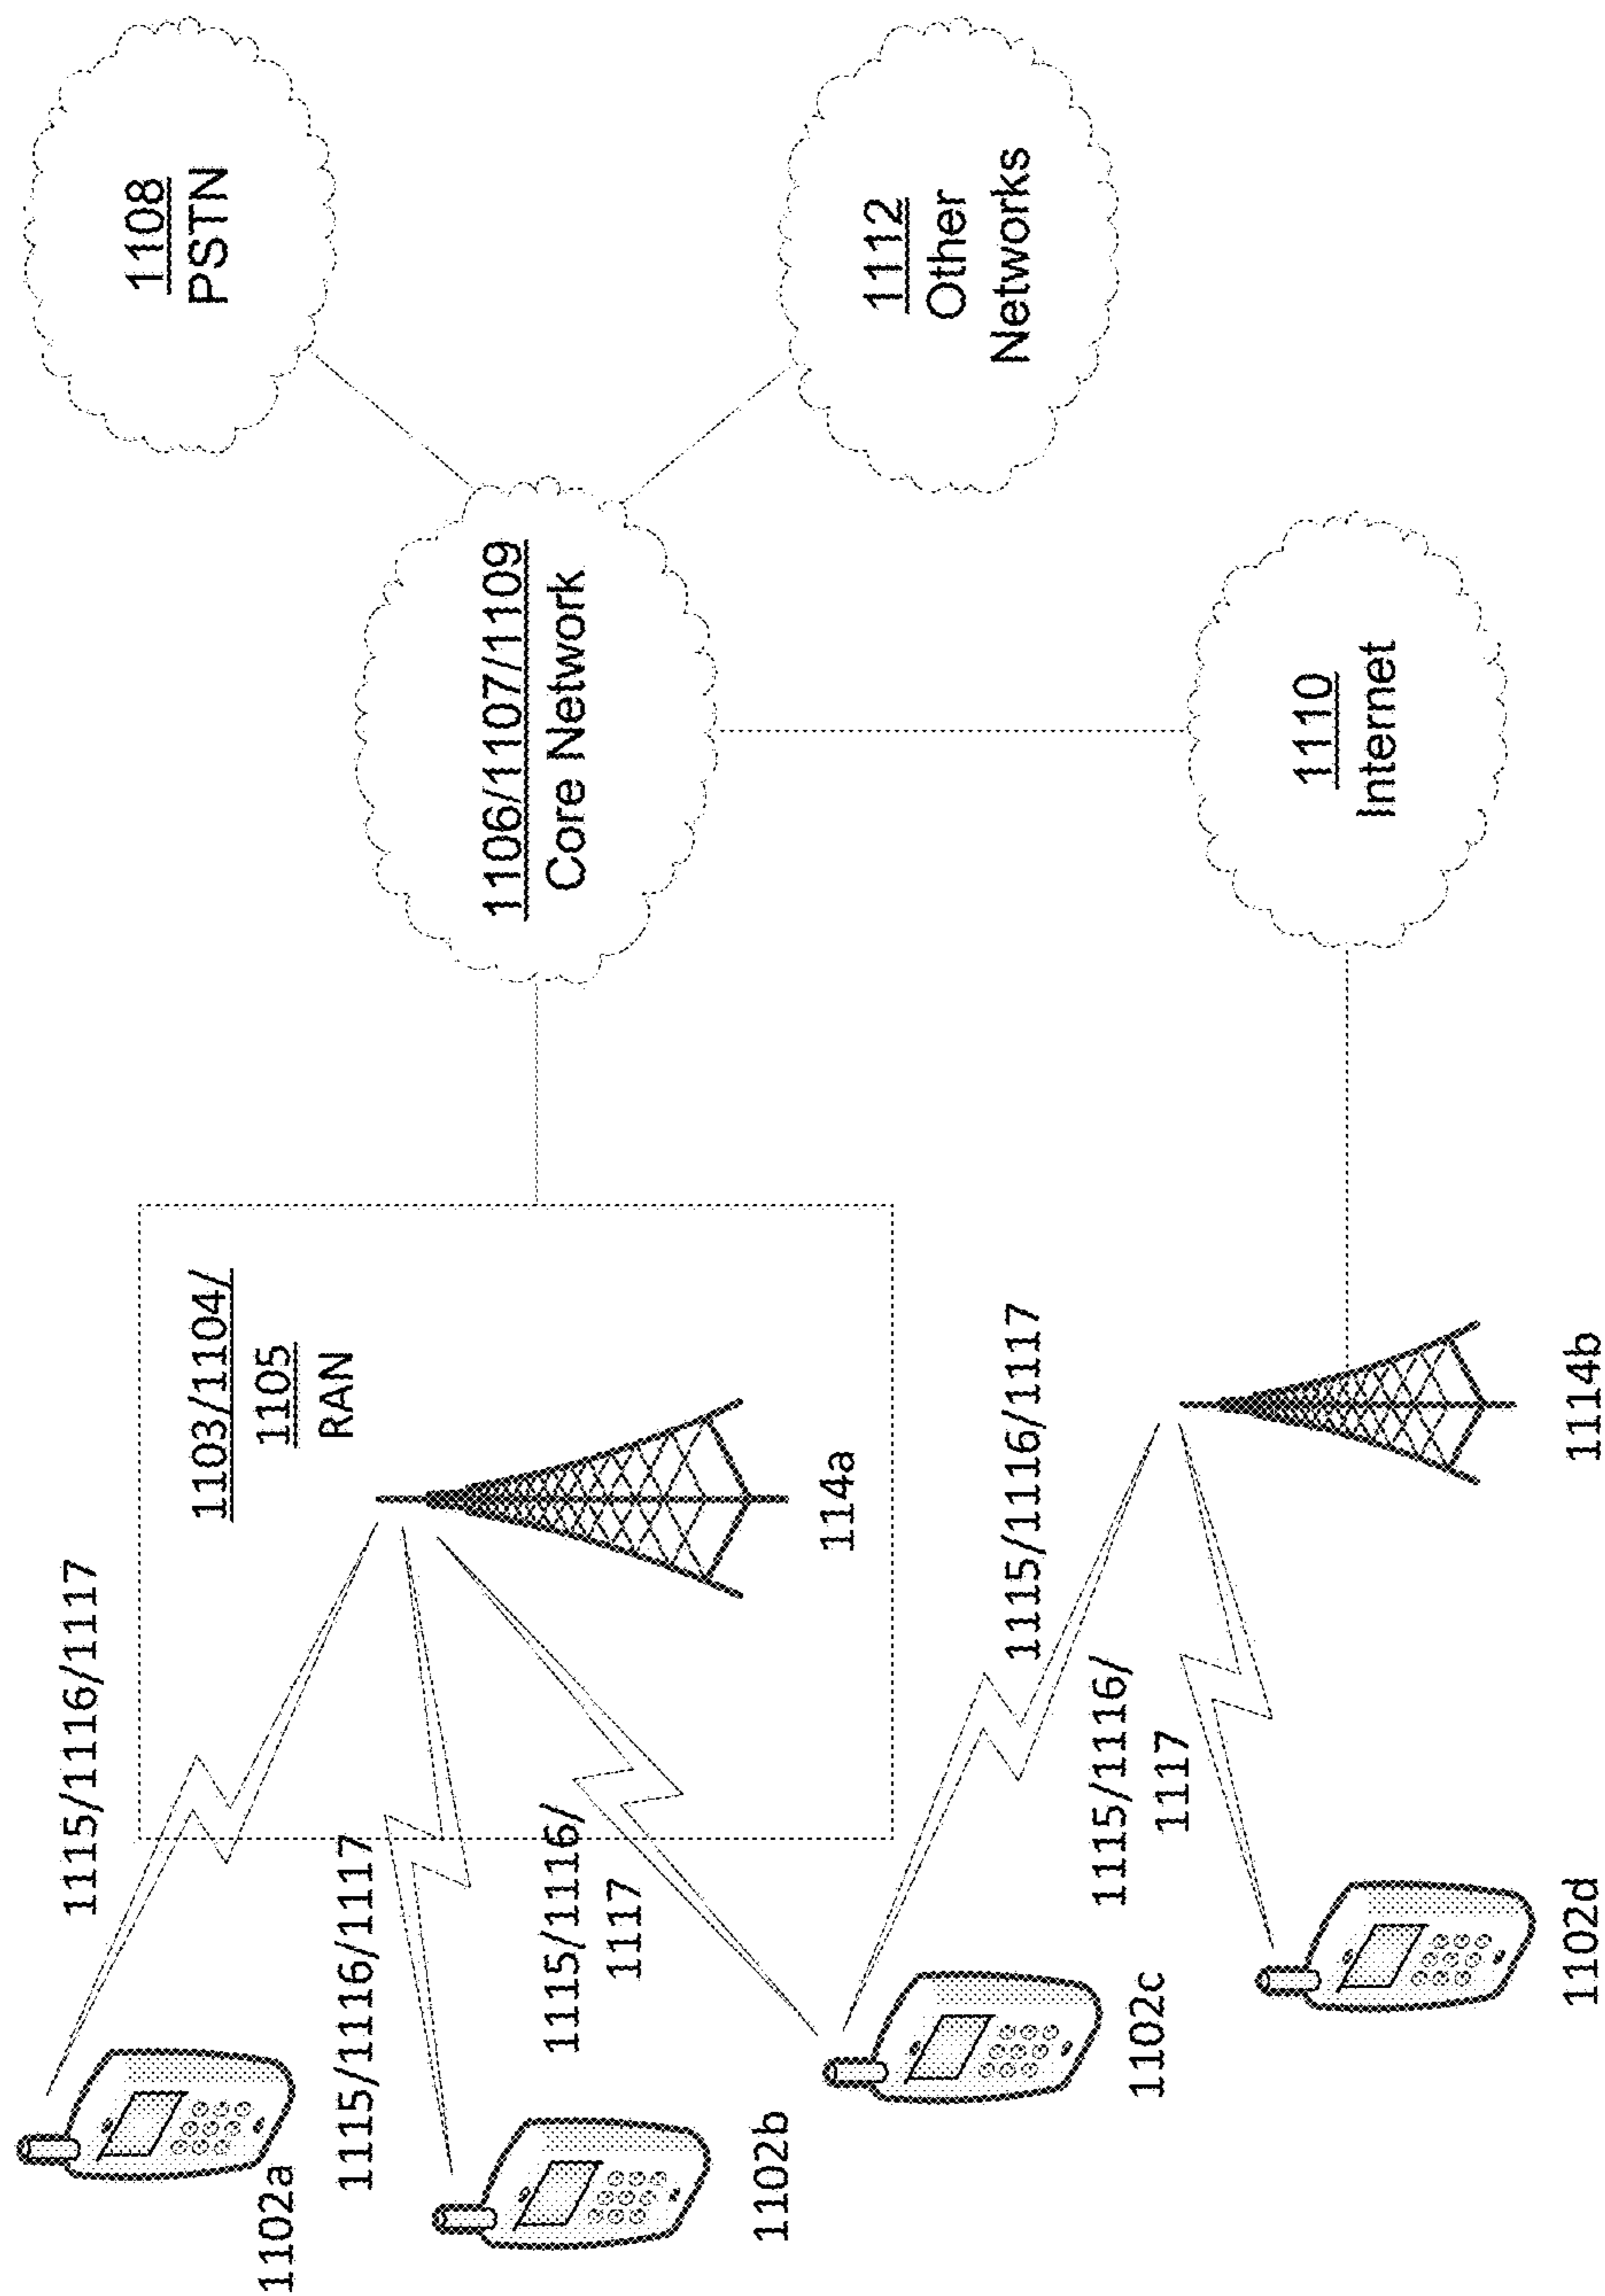 1115/1116/1117
1103/1104/
1105
RAN
1108
PSTN
1102a
1115/1116/1117
1106/1107/1109
Core Network
1115/1116/
1117
114a
1102b
1112
Other
Networks
1115/1116/1117
1102c
1115/1116/
1117
1110
Internet
1102d
1114b